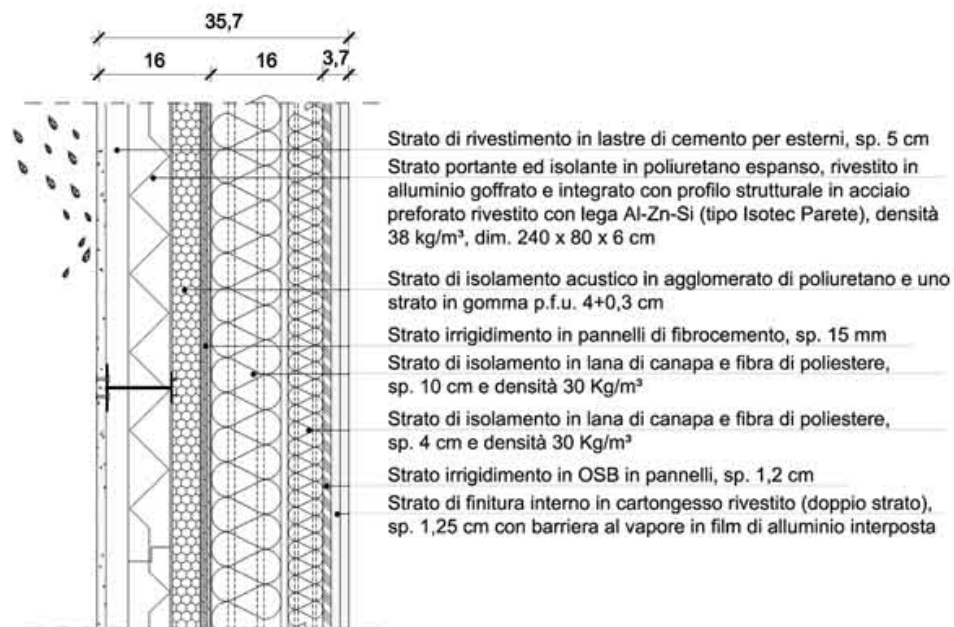 35,7
16 16 3,7
Strato di rivestimento in lastre di cemento per esterni, sp. 5 cm
Strato portante ed isolante in poliuretano espanso, rivestito in
alluminio goffrato e integrato con profilo strutturale in acciaio
preforato rivestito con lega Al-Zn-Si (tipo Isotec Parete), densità
38 kg/m³, dim. 240 x 80 x 6 cm
Strato di isolamento acustico in agglomerato di poliuretano e uno
strato in gomma p.f.u. 4+0,3 cm
Strato irrigidimento in pannelli di fibrocemento, sp. 15 mm
Strato di isolamento in lana di canapa e fibra di poliestere,
sp. 10 cm e densità 30 Kg/m³
Strato di isolamento in lana di canapa e fibra di poliestere,
sp. 4 cm e densità 30 Kg/m³
Strato irrigidimento in OSB in pannelli, sp. 1,2 cm
Strato di finitura interno in cartongesso rivestito (doppio strato),
sp. 1,25 cm con barriera al vapore in film di alluminio interposta